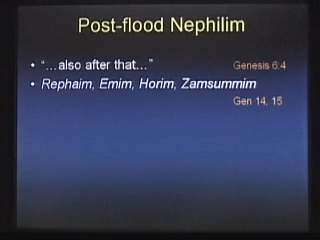 Post-flood Nephilim
• "...also after that..." Genesis 6:4
• Rephaim, Emim, Horim, Zamsummim
Gen 14, 15